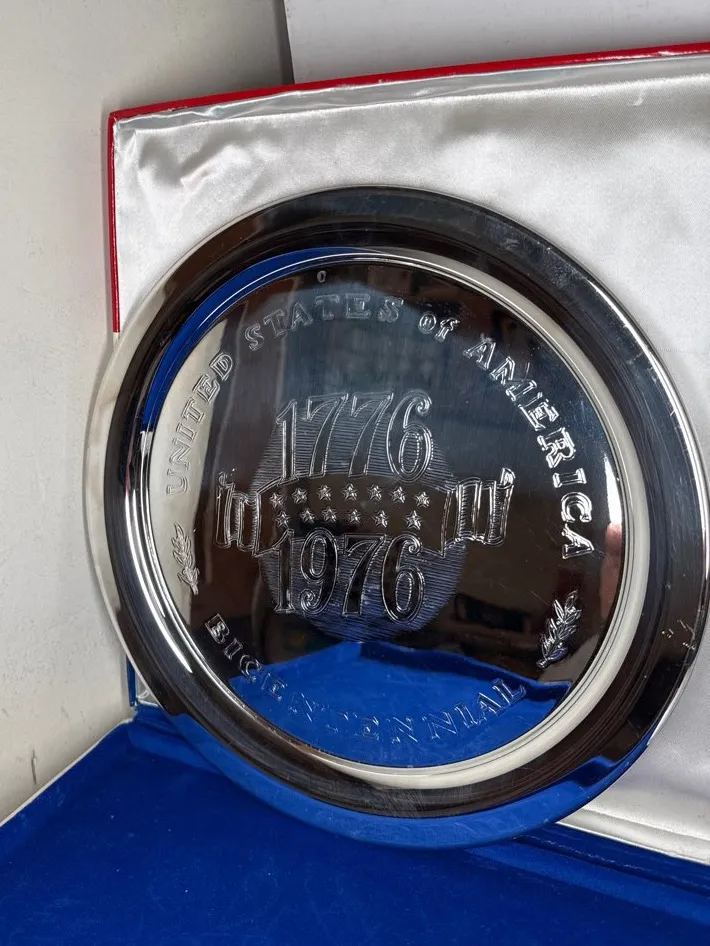 UNITED STATES of AMERICA
1776
1976
BICENTENNIAL